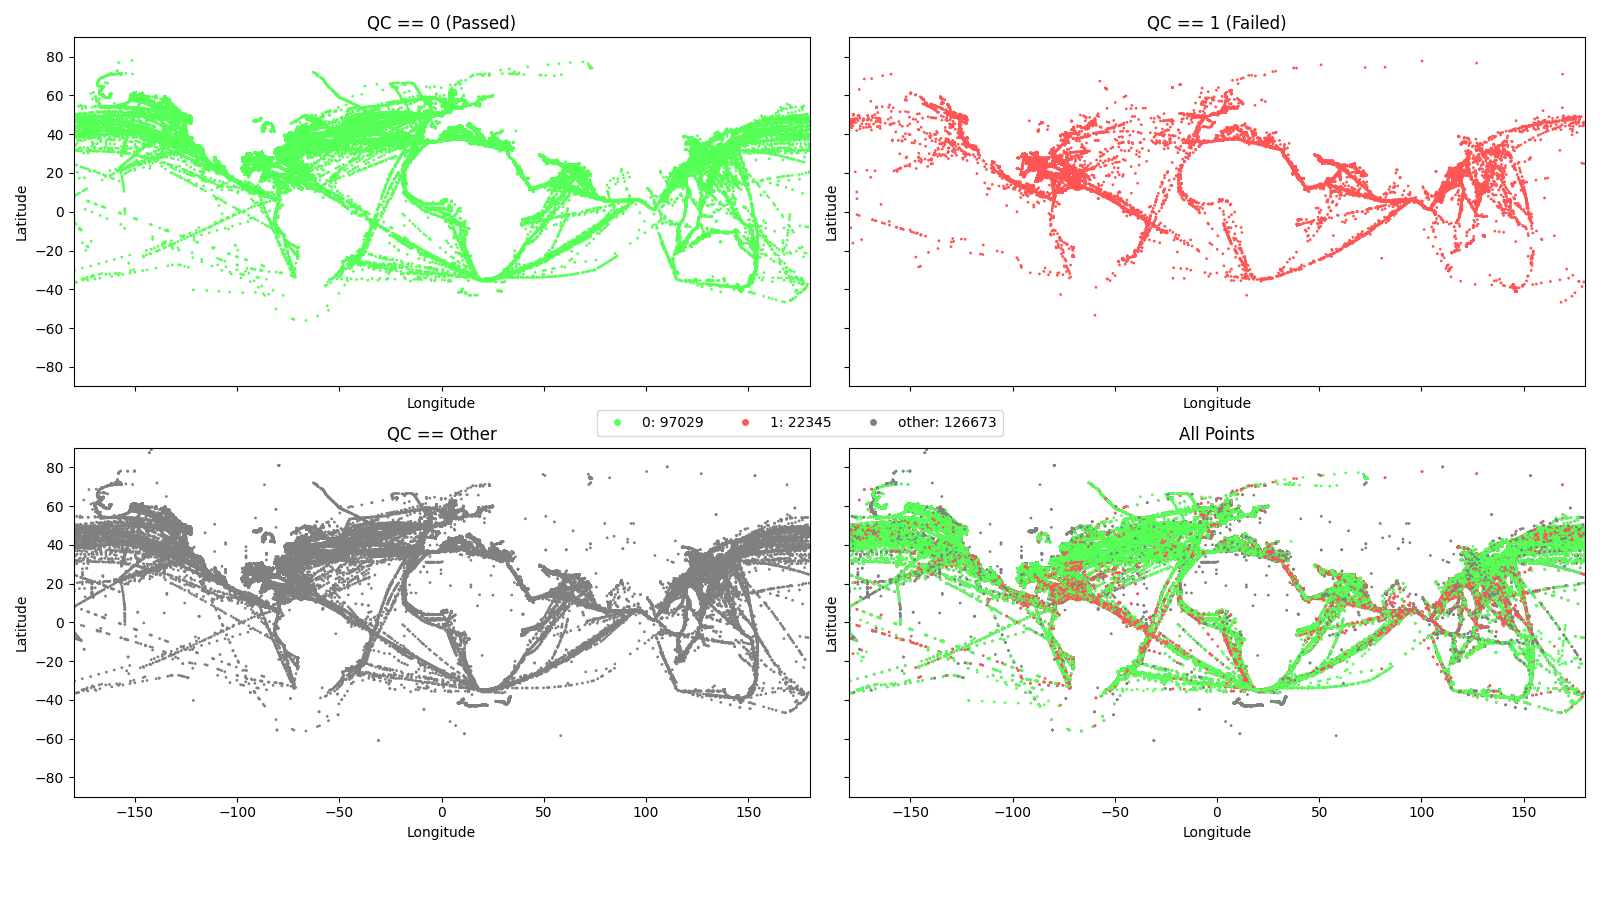 QC == 0 (Passed)
QC == 1 (Failed)
80
60
40
20
0
−20
−40
−60
−80
Latitude
Latitude
Longitude
Longitude
0: 97029 1: 22345 other: 126673
QC == Other
All Points
80
60
40
20
0
−20
−40
−60
−80
Latitude
Latitude
−150 −100 −50 0 50 100 150
−150 −100 −50 0 50 100 150
Longitude
Longitude